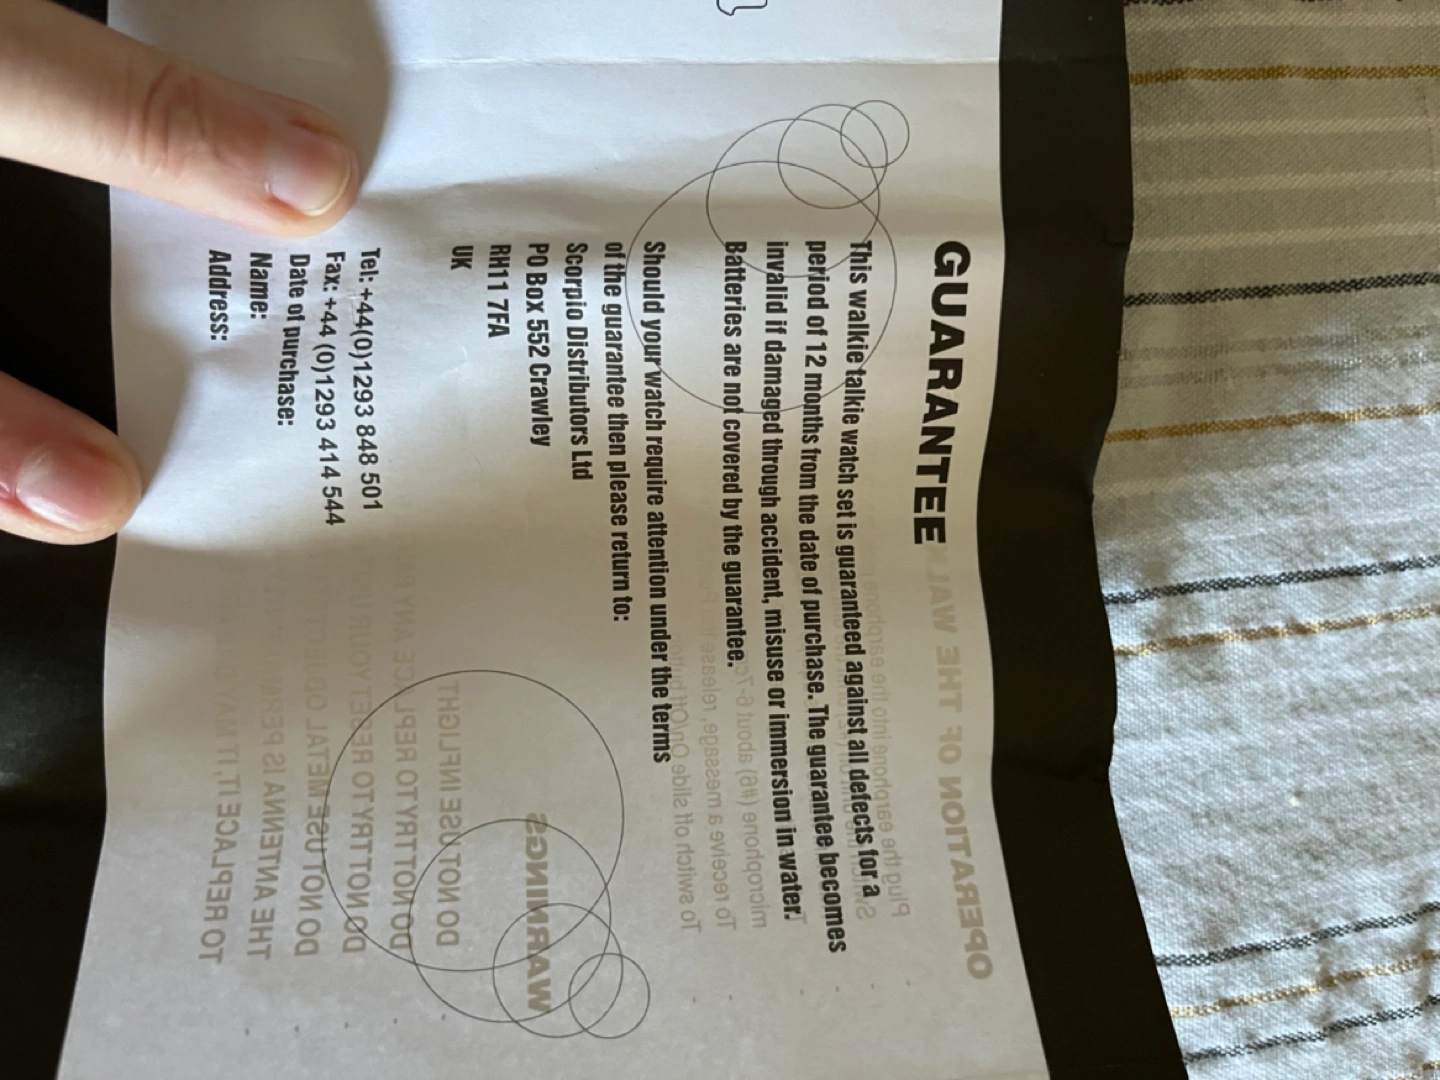 GUARANTEE
This walkie talkie watch set is guaranteed against all defects for a
period of 12 months from the date of purchase. The guarantee becomes
invalid if damaged through accident, misuse or immersion in water.
Batteries are not covered by the guarantee.
Should your watch require attention under the terms
of the guarantee then please return to:
Scorpio Distributors Ltd
PO Box 552 Crawley
RH11 7FA
UK
Tel: +44(0)1293 848 501
Fax: +44 (0)1293 414 544
Date of purchase:
Name:
Address: